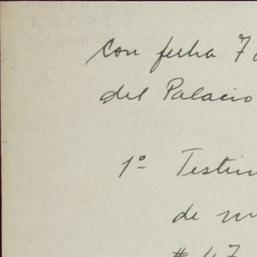 Con fecha 7
del Palacio
1º Testim
de
# 47